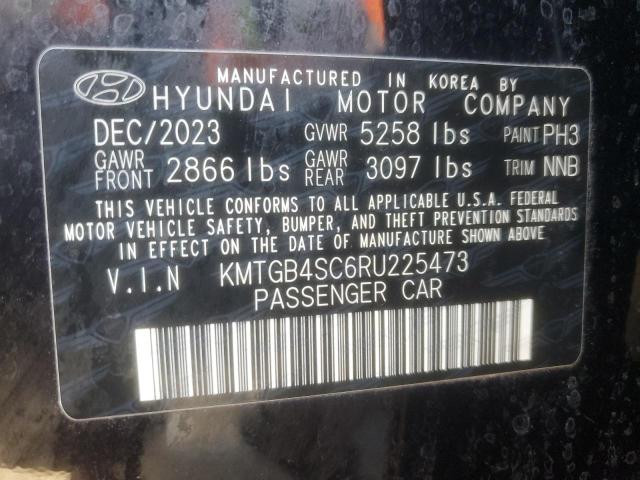 MANUFACTURED IN KOREA BY
HYUNDAI MOTOR COMPANY
DEC/2023 GVWR 5258 lbs PAINT PH3
GAWR FRONT 2866 lbs GAWR REAR 3097 lbs TRIM NNB
THIS VEHICLE CONFORMS TO ALL APPLICABLE U.S.A. FEDERAL
MOTOR VEHICLE SAFETY, BUMPER, AND THEFT PREVENTION STANDARDS
IN EFFECT ON THE DATE OF MANUFACTURE SHOWN ABOVE.
V.I.N KMTGB4SC6RU225473
PASSENGER CAR